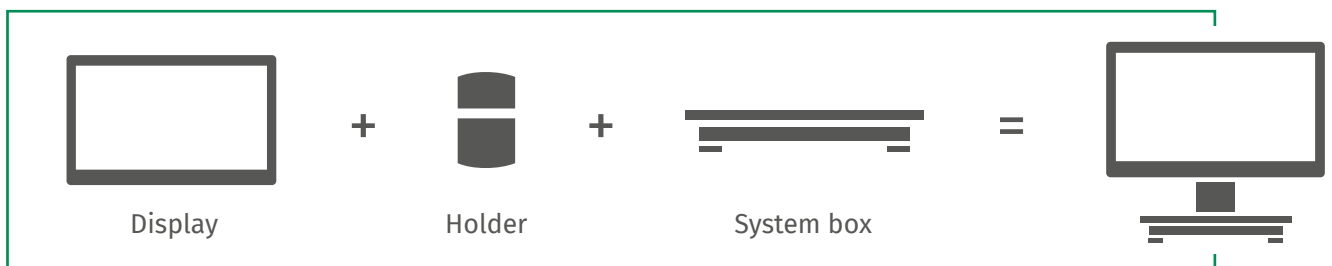 + + =
Display Holder System box